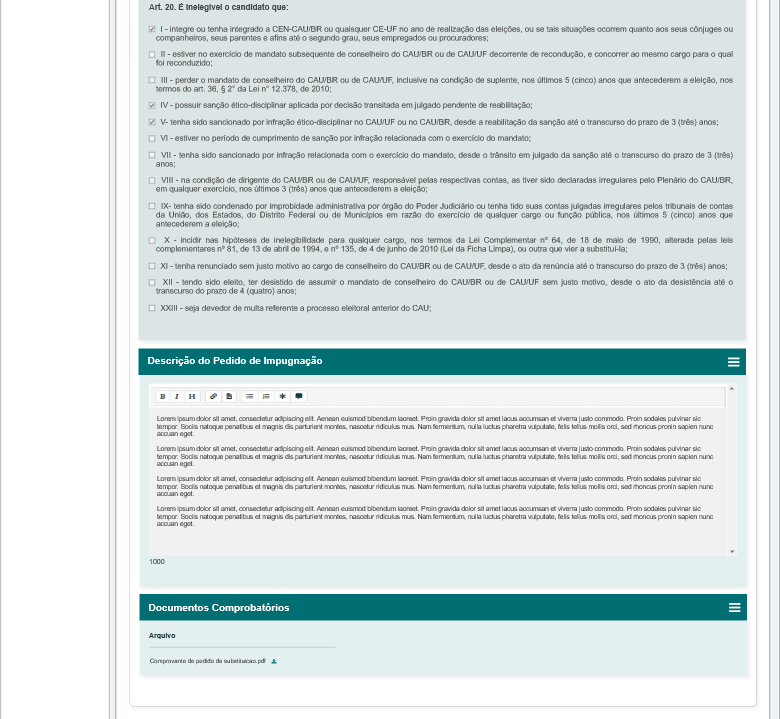 Art. 20. É inelegível o candidato que:
I - integre ou tenha integrado a CEN-CAU/BR ou quaisquer CE-UF no ano de realização das eleições, ou se tais situações ocorrem quanto aos seus cônjuges ou
companheiros, seus parentes e afins até o segundo grau, seus empregados ou procuradores;
II - estiver no exercício de mandato subsequente de conselheiro do CAU/BR ou de CAU/UF decorrente de recondução, e concorrer ao mesmo cargo para o qual
foi reconduzido;
III - perder o mandato de conselheiro do CAU/BR ou de CAU/UF, inclusive na condição de suplente, nos últimos 5 (cinco) anos que antecederem a eleição, nos
termos do art. 36, § 2° da Lei n° 12.378, de 2010;
IV - possuir sanção ético-disciplinar aplicada por decisão transitada em julgado pendente de reabilitação;
V- tenha sido sancionado por infração ético-disciplinar no CAU/UF ou no CAU/BR, desde a reabilitação da sanção até o transcurso do prazo de 3 (três) anos;
VI - estiver no período de cumprimento de sanção por infração relacionada com o exercício do mandato;
VII - tenha sido sancionado por infração relacionada com o exercício do mandato, desde o trânsito em julgado da sanção até o transcurso do prazo de 3 (três)
anos;
VIII - na condição de dirigente do CAU/BR ou de CAU/UF, responsável pelas respectivas contas, as tiver sido declaradas irregulares pelo Plenário do CAU/BR,
em qualquer exercício, nos últimos 3 (três) anos que antecederem a eleição;
IX- tenha sido condenado por improbidade administrativa por órgão do Poder Judiciário ou tenha tido suas contas julgadas irregulares pelos tribunais de contas
da União, dos Estados, do Distrito Federal ou de Municípios em razão do exercício de qualquer cargo ou função pública, nos últimos 5 (cinco) anos que
antecederem a eleição;
X - incidir nas hipóteses de inelegibilidade para qualquer cargo, nos termos da Lei Complementar n° 64, de 18 de maio de 1990, alterada pelas leis
complementares n° 81, de 13 de abril de 1994, e n° 135, de 4 de junho de 2010 (Lei da Ficha Limpa), ou outra que vier a substituí-la;
XI - tenha renunciado sem justo motivo ao cargo de conselheiro do CAU/BR ou de CAU/UF, desde o ato da renúncia até o transcurso do prazo de 3 (três) anos;
XII - tendo sido eleito, ter desistido de assumir o mandato de conselheiro do CAU/BR ou de CAU/UF sem justo motivo, desde o ato da desistência até o
transcurso do prazo de 4 (quatro) anos;
XXIII - seja devedor de multa referente a processo eleitoral anterior do CAU;
Descrição do Pedido de Impugnação
B I H
Lorem ipsum dolor sit amet, consectetur adipiscing elit. Aenean euismod bibendum laoreet. Proin gravida dolor sit amet lacus accumsan et viverra justo commodo. Proin sodales pulvinar sic
tempor. Sociis natoque penatibus et magnis dis parturient montes, nascetur ridiculus mus. Nam fermentum, nulla luctus pharetra vulputate, felis tellus mollis orci, sed rhoncus pronin sapien nunc
accuan eget.
Lorem ipsum dolor sit amet, consectetur adipiscing elit. Aenean euismod bibendum laoreet. Proin gravida dolor sit amet lacus accumsan et viverra justo commodo. Proin sodales pulvinar sic
tempor. Sociis natoque penatibus et magnis dis parturient montes, nascetur ridiculus mus. Nam fermentum, nulla luctus pharetra vulputate, felis tellus mollis orci, sed rhoncus pronin sapien nunc
accuan eget.
Lorem ipsum dolor sit amet, consectetur adipiscing elit. Aenean euismod bibendum laoreet. Proin gravida dolor sit amet lacus accumsan et viverra justo commodo. Proin sodales pulvinar sic
tempor. Sociis natoque penatibus et magnis dis parturient montes, nascetur ridiculus mus. Nam fermentum, nulla luctus pharetra vulputate, felis tellus mollis orci, sed rhoncus pronin sapien nunc
accuan eget.
Lorem ipsum dolor sit amet, consectetur adipiscing elit. Aenean euismod bibendum laoreet. Proin gravida dolor sit amet lacus accumsan et viverra justo commodo. Proin sodales pulvinar sic
tempor. Sociis natoque penatibus et magnis dis parturient montes, nascetur ridiculus mus. Nam fermentum, nulla luctus pharetra vulputate, felis tellus mollis orci, sed rhoncus pronin sapien nunc
accuan eget.
1000
Documentos Comprobatórios
Arquivo
Comprovante de pedido de substituicao.pdf